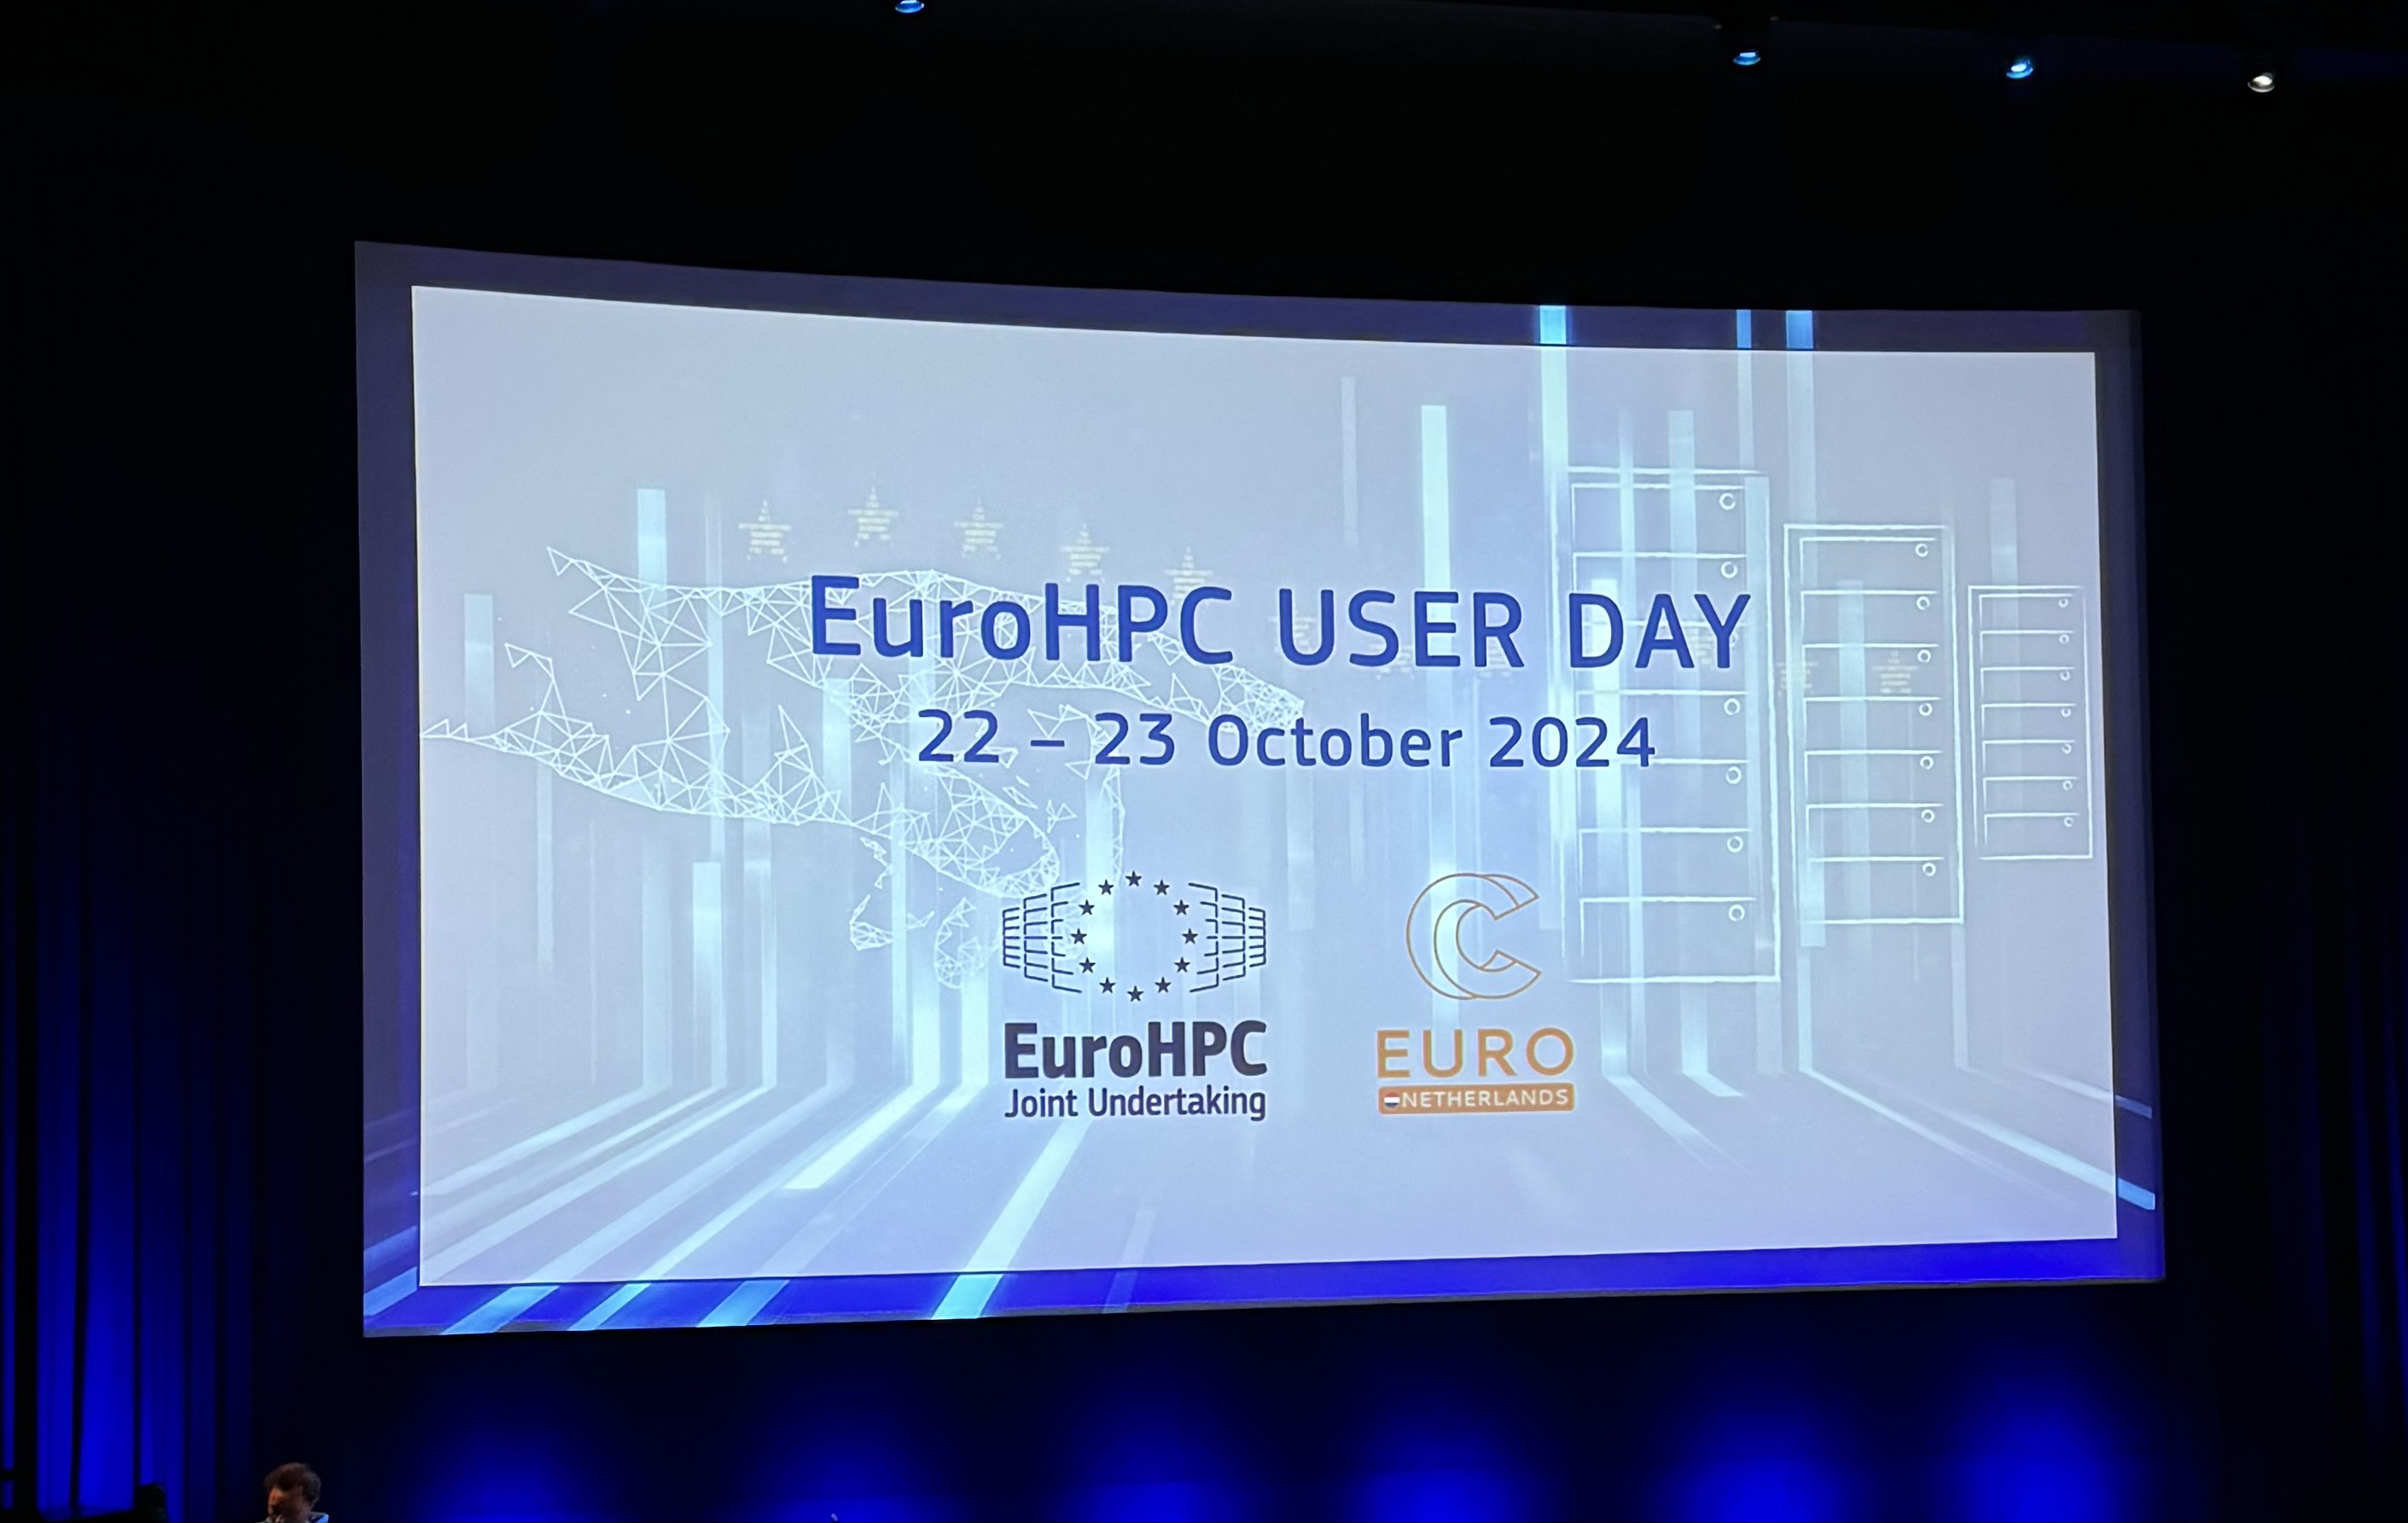 EuroHPC USER DAY
22 – 23 October 2024
EuroHPC
Joint Undertaking
EURO
NETHERLANDS